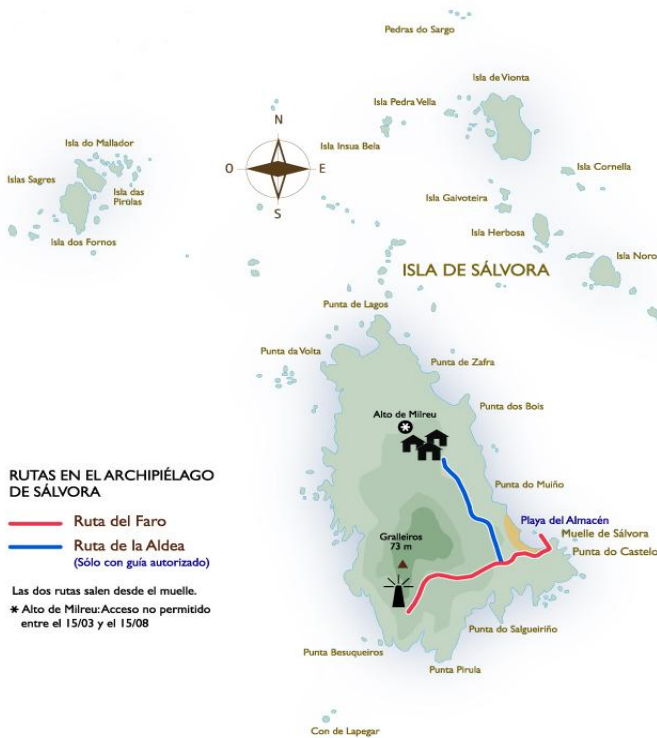 Pedras do Sargo
Isla de Vionta
Isla Pedra Vella
Isla do Mallador
Isla Insua Bela
N
O
E
S
Isla Cornella
Islas Sagres
Isla das
Pirulas
Isla Gaivoteira
Isla Herbosa
Isla dos Fornos
Isla Noro
ISLA DE SÁLVORA
Punta de Lagos
Punta da Volta
Punta de Zafra
Alto de Milreu
Punta dos Bois
RUTAS EN EL ARCHIPIÉLAGO
DE SÁLVORA
Ruta del Faro
Ruta de la Aldea
(Sólo con guía autorizado)
Las dos rutas salen desde el muelle.
* Alto de Milreu: Acceso no permitido
entre el 15/03 y el 15/08
Punta do Muiño
Playa del Almacén
Muelle de Sálvora
Punta do Castelo
Gralleiros
73 m
Punta do Salgueiriño
Punta Besuqueiros
Punta Pirula
Con de Lapegar